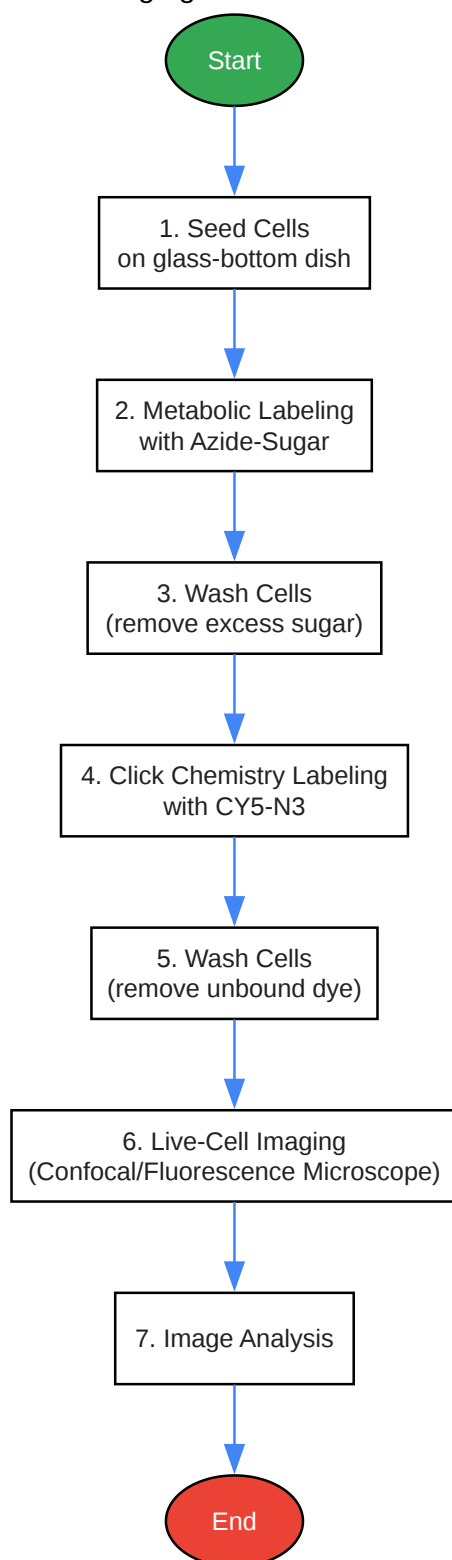 Start
1. Seed Cells
on glass-bottom dish
2. Metabolic Labeling
with Azide-Sugar
3. Wash Cells
(remove excess sugar)
4. Click Chemistry Labeling
with CY5-N3
5. Wash Cells
(remove unbound dye)
6. Live-Cell Imaging
(Confocal/Fluorescence Microscope)
7. Image Analysis
End